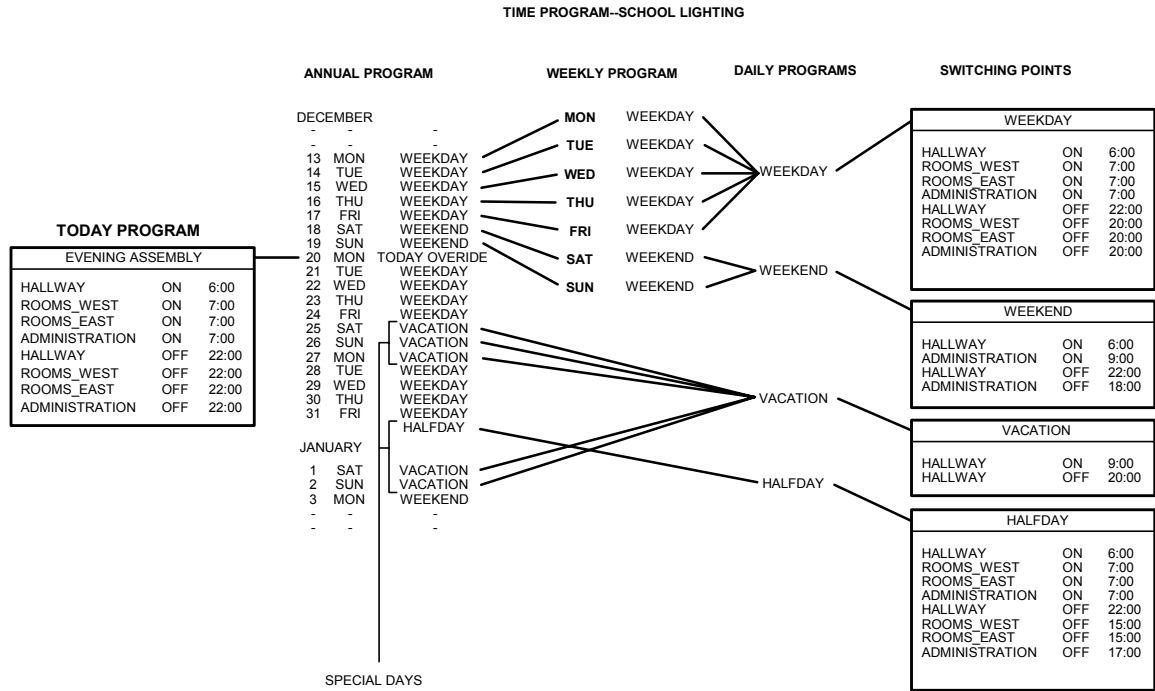 TIME PROGRAM--SCHOOL LIGHTING
ANNUAL PROGRAM
DECEMBER
- - -
- - -
13 MON WEEKDAY
14 TUE WEEKDAY
15 WED WEEKDAY
16 THU WEEKDAY
17 FRI WEEKDAY
18 SAT WEEKEND
19 SUN WEEKEND
20 MON TODAY OVERIDE
21 TUE WEEKDAY
22 WED WEEKDAY
23 THU WEEKDAY
24 FRI WEEKDAY
25 SAT VACATION
26 SUN VACATION
27 MON VACATION
28 TUE WEEKDAY
29 WED WEEKDAY
30 THU WEEKDAY
31 FRI WEEKDAY
HALFDAY
JANUARY
1 SAT VACATION
2 SUN VACATION
3 MON WEEKEND
- - -
- - -
SPECIAL DAYS
TODAY PROGRAM
EVENING ASSEMBLY
HALLWAY ON 6:00
ROOMS_WEST ON 7:00
ROOMS_EAST ON 7:00
ADMINISTRATION ON 7:00
HALLWAY OFF 22:00
ROOMS_WEST OFF 22:00
ROOMS_EAST OFF 22:00
ADMINISTRATION OFF 22:00
WEEKLY PROGRAM
MON WEEKDAY
TUE WEEKDAY
WED WEEKDAY
THU WEEKDAY
FRI WEEKDAY
SAT WEEKEND
SUN WEEKEND
DAILY PROGRAMS
WEEKDAY
WEEKEND
VACATION
HALFDAY
SWITCHING POINTS
WEEKDAY
HALLWAY ON 6:00
ROOMS_WEST ON 7:00
ROOMS_EAST ON 7:00
ADMINISTRATION ON 7:00
HALLWAY OFF 22:00
ROOMS_WEST OFF 20:00
ROOMS_EAST OFF 20:00
ADMINISTRATION OFF 20:00
WEEKEND
HALLWAY ON 6:00
ADMINISTRATION ON 9:00
HALLWAY OFF 22:00
ADMINISTRATION OFF 18:00
VACATION
HALLWAY ON 9:00
HALLWAY OFF 20:00
HALFDAY
HALLWAY ON 6:00
ROOMS_WEST ON 7:00
ROOMS_EAST ON 7:00
ADMINISTRATION ON 7:00
HALLWAY OFF 22:00
ROOMS_WEST OFF 15:00
ROOMS_EAST OFF 15:00
ADMINISTRATION OFF 17:00